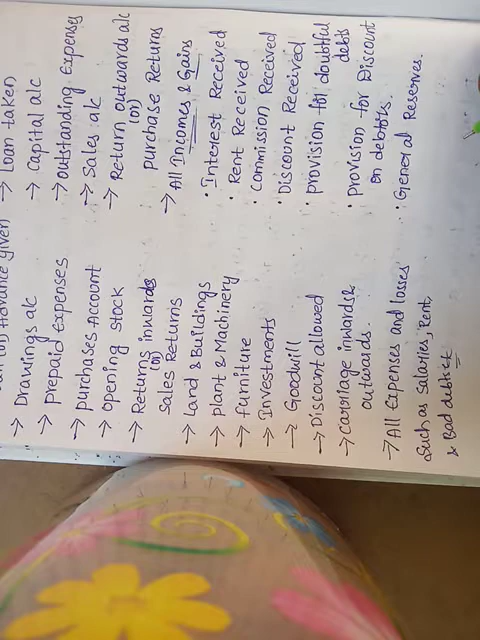 Advance given
→ Drawings a/c
→ prepaid expenses
→ purchases Account
→ opening stock
→ Returns inwards
(or)
Sales Returns
→ Land & Buildings
→ plant & Machinery
→ furniture
→ Investments
→ Goodwill
→ Discount allowed
→ Carriage inwards &
outwards.
→ All Expenses and losses
Such as salaries, Rent,
& Bad debts
→ Loan taken
→ Capital a/c
→ outstanding Expenses
→ Sales a/c
→ Return outwards a/c
(or)
purchase Returns
→ All Incomes & Gains
• Interest Received
• Rent Received
• Commission Received
• Discount Received
• provision for doubtful
debts
• provision for Discount
on debtors.
• General Reserves.